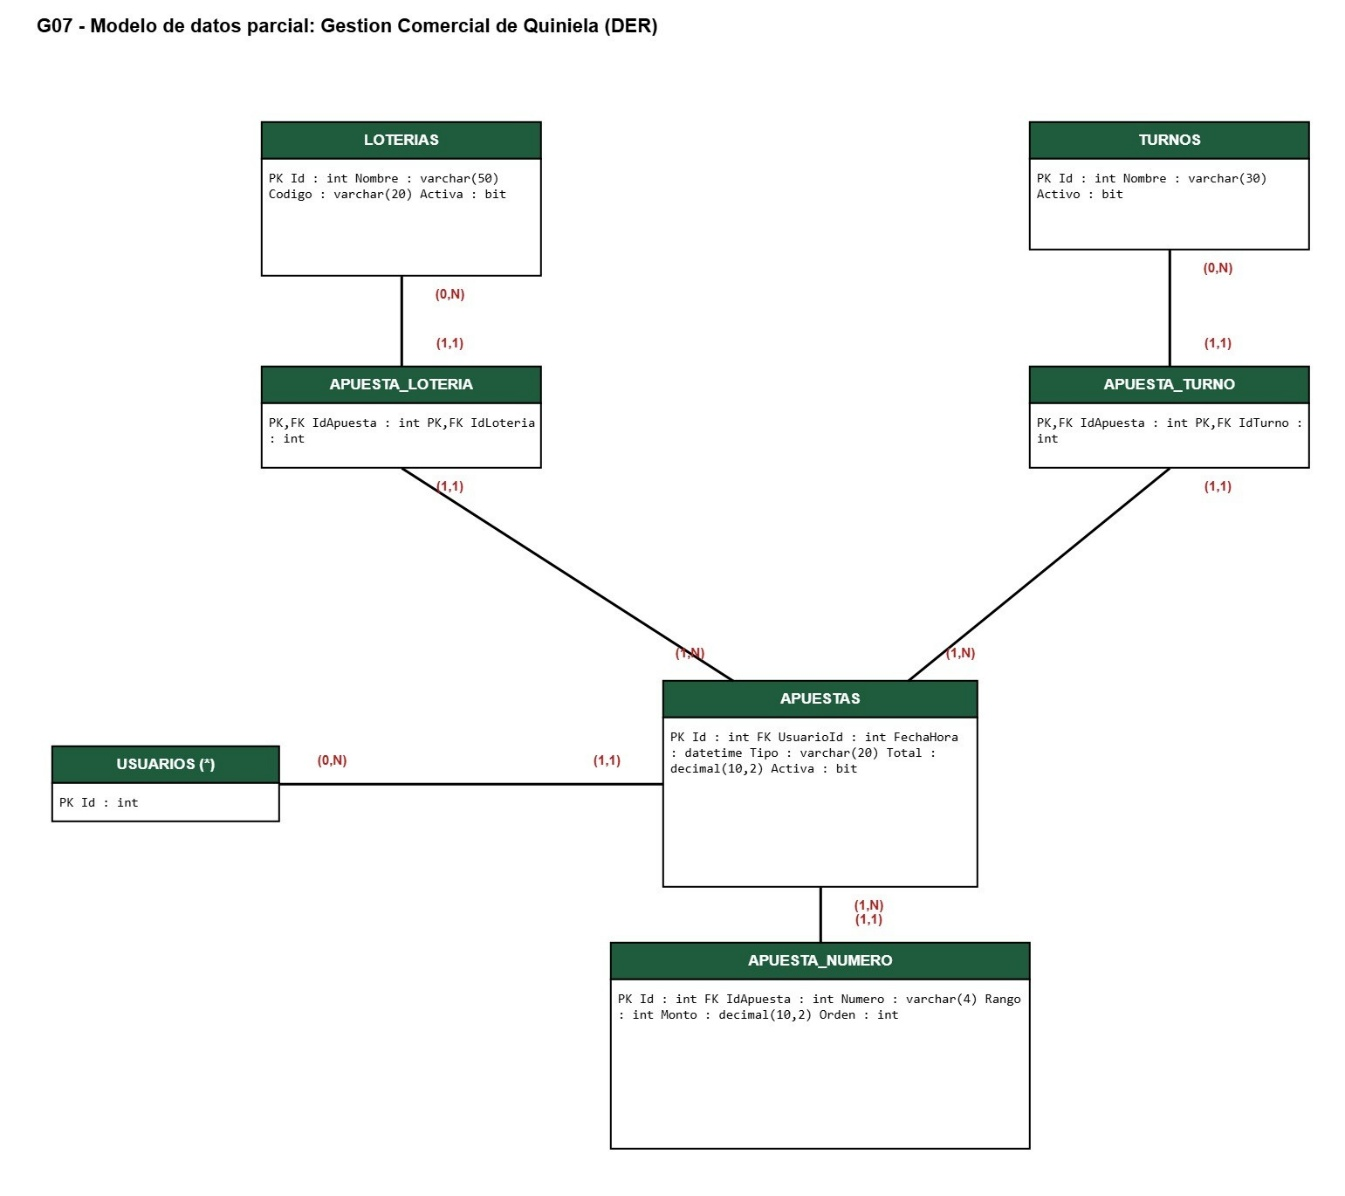 G07 - Modelo de datos parcial: Gestion Comercial de Quiniela (DER)
LOTERIAS
PK Id : int Nombre : varchar(50)
Codigo : varchar(20) Activa : bit
TURNOS
PK Id : int Nombre : varchar(30)
Activo : bit
(0,N)
(1,1)
(0,N)
(1,1)
APUESTA_LOTERIA
PK,FK IdApuesta : int PK,FK IdLoteria
: int
APUESTA_TURNO
PK,FK IdApuesta : int PK,FK IdTurno :
int
(1,1)
(1,1)
(1,N)
(1,N)
APUESTAS
PK Id : int FK UsuarioId : int FechaHora
: datetime Tipo : varchar(20) Total :
decimal(10,2) Activa : bit
USUARIOS (*)
PK Id : int
(0,N)
(1,1)
(1,N)
(1,1)
APUESTA_NUMERO
PK Id : int FK IdApuesta : int Numero : varchar(4) Rango
: int Monto : decimal(10,2) Orden : int